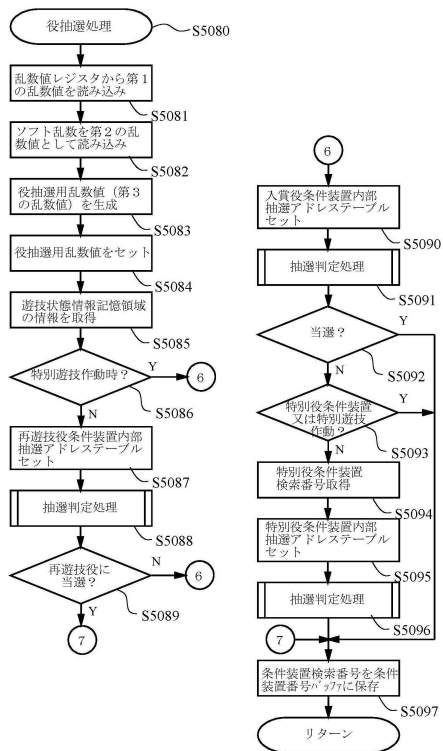 役抽選処理
S5080
乱数値レジスタから第１
の乱数値を読み込み
S5081
ソフト乱数を第２の乱
数値として読み込み
S5082
役抽選用乱数値（第３
の乱数値）を生成
S5083
役抽選用乱数値をセット
S5084
遊技状態情報記憶領域
の情報を取得
S5085
特別遊技作動時？
Y
6
S5086
N
再遊技役条件装置内部
抽選アドレステーブル
セット
S5087
抽選判定処理
S5088
再遊技役に
当選？
N
6
S5089
Y
7
6
入賞役条件装置内部
抽選アドレステーブル
セット
S5090
抽選判定処理
S5091
当選？
Y
S5092
N
特別役条件装置
又は特別遊技
作動？
Y
S5093
N
特別役条件装置
検索番号取得
S5094
特別役条件装置内部
抽選アドレステーブル
セット
S5095
抽選判定処理
S5096
7
条件装置検索番号を条件
装置番号ﾊﾞｯﾌｧに保存
S5097
リターン